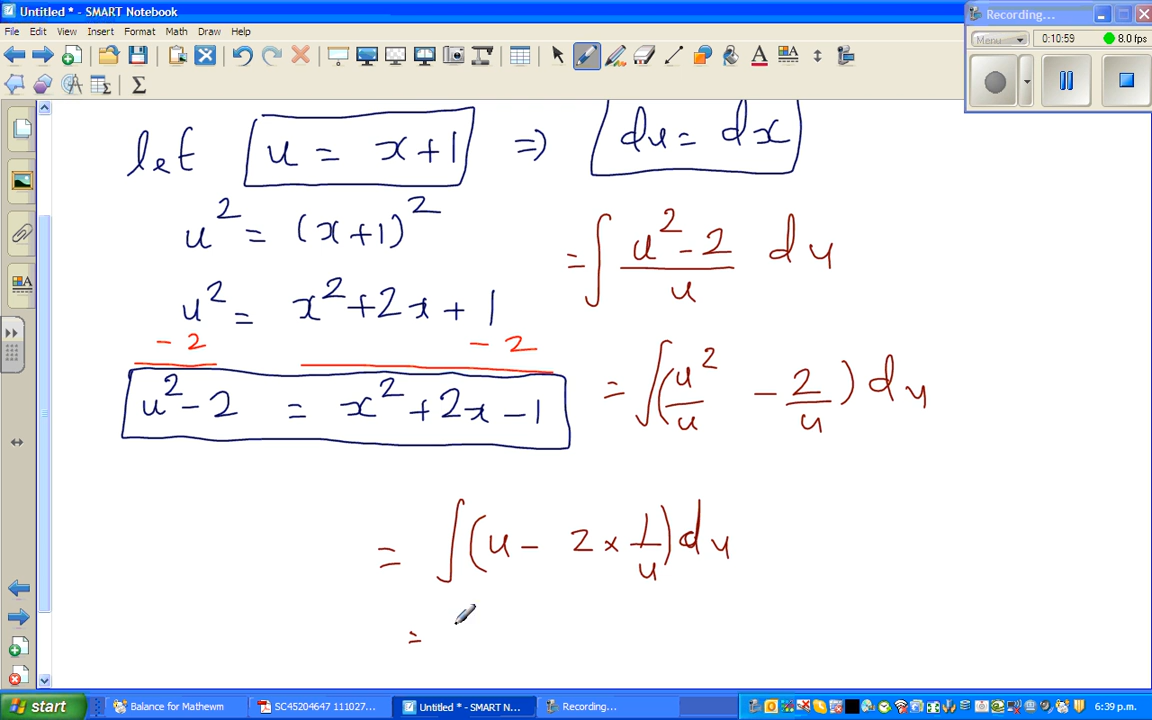 Untitled * - SMART Notebook
Recording...
File Edit View Insert Format Math Draw Help
Menu
0:10:59
8.0 fps
let u = x+1 ⇒ du = dx
u² = (x+1)²
= ∫ (u² - 2)/u du
u² = x² + 2x + 1
- 2 - 2
= ∫ (u²/u - 2/u) du
u² - 2 = x² + 2x - 1
= ∫ (u - 2 × 1/u) du
=
start Balance for Mathewm SC45204647 111027... Untitled * - SMART N... Recording... 6:39 p.m.